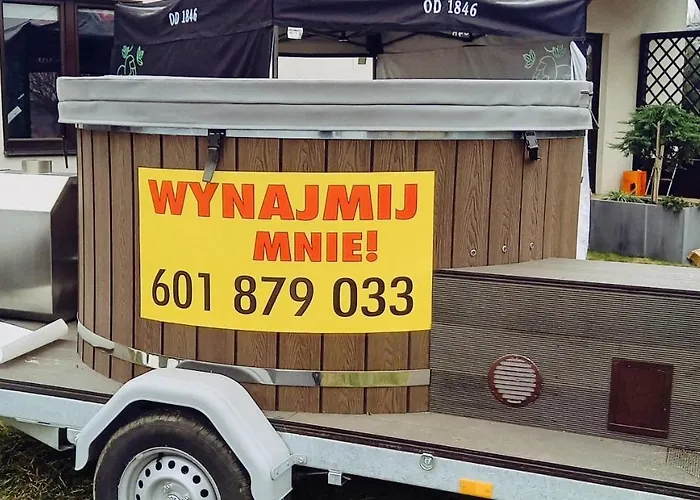 OD 1846
OD 1846
WYNAJMIJ
MNIE!
601 879 033